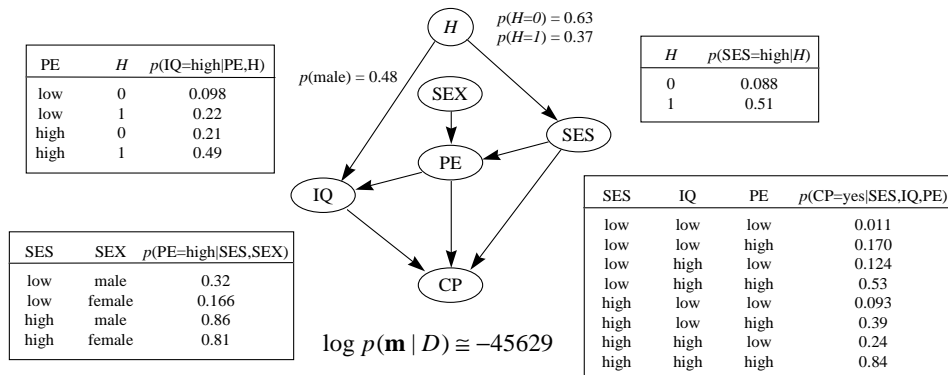 H
p(H=0) = 0.63
p(H=1) = 0.37
PE H p(IQ=high|PE,H)
low 0 0.098
low 1 0.22
high 0 0.21
high 1 0.49
H p(SES=high|H)
0 0.088
1 0.51
p(male) = 0.48
SEX
SES
PE
IQ
CP
SES SEX p(PE=high|SES,SEX)
low male 0.32
low female 0.166
high male 0.86
high female 0.81
SES IQ PE p(CP=yes|SES,IQ,PE)
low low low 0.011
low low high 0.170
low high low 0.124
low high high 0.53
high low low 0.093
high low high 0.39
high high low 0.24
high high high 0.84
log p(m | D) ≅ −45629